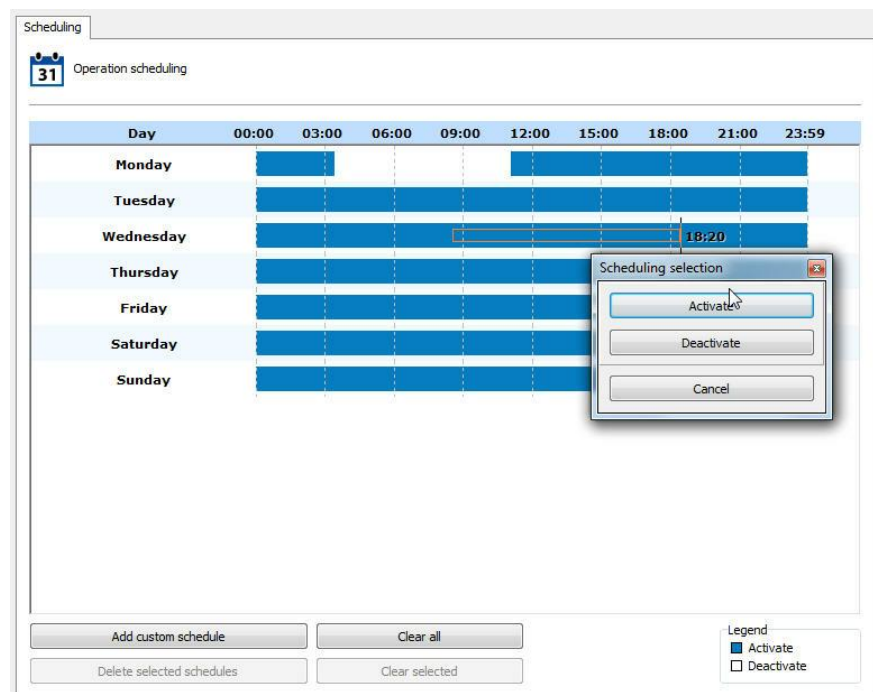 Scheduling
31 Operation scheduling
Day 00:00 03:00 06:00 09:00 12:00 15:00 18:00 21:00 23:59
Monday
Tuesday
Wednesday 18:20
Thursday
Friday
Saturday
Sunday
Scheduling selection
Activate
Deactivate
Cancel
Add custom schedule Clear all
Delete selected schedules Clear selected
Legend
Activate
Deactivate